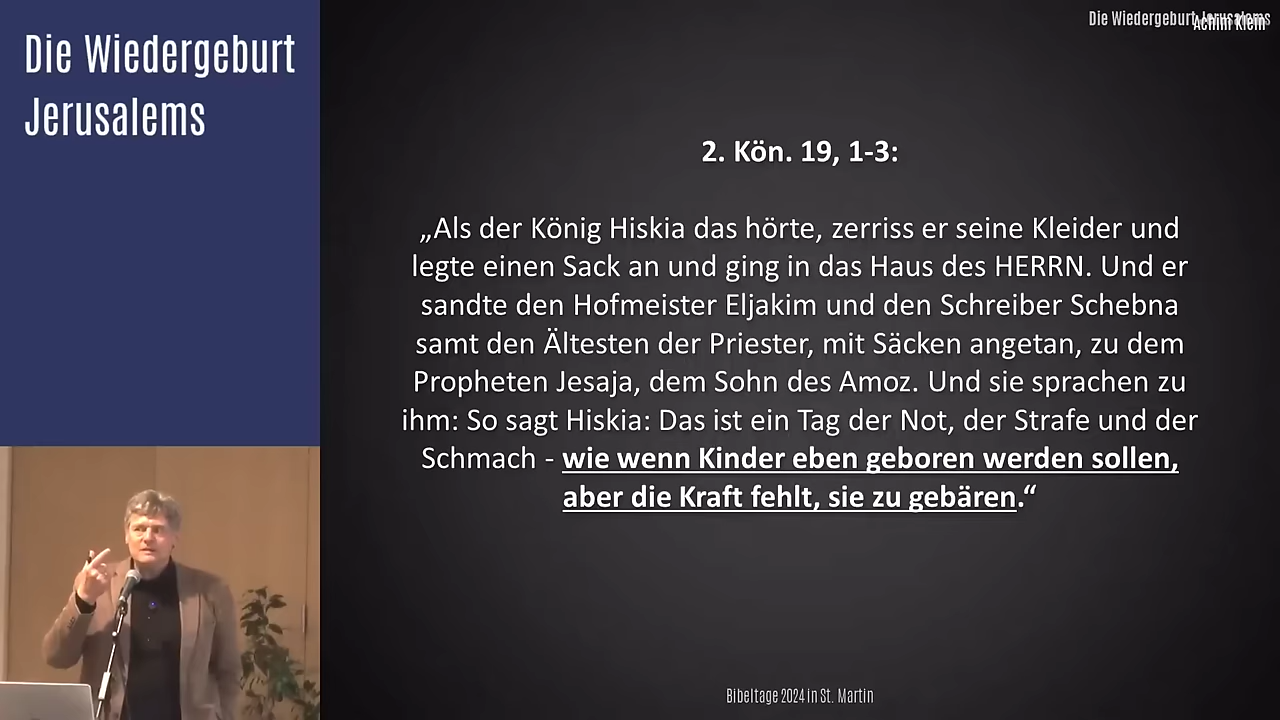 Die Wiedergeburt
Jerusalems
Die Wiedergeburt Jerusalems
Achim Klein
2. Kön. 19, 1-3:
„Als der König Hiskia das hörte, zerriss er seine Kleider und
legte einen Sack an und ging in das Haus des HERRN. Und er
sandte den Hofmeister Eljakim und den Schreiber Schebna
samt den Ältesten der Priester, mit Säcken angetan, zu dem
Propheten Jesaja, dem Sohn des Amoz. Und sie sprachen zu
ihm: So sagt Hiskia: Das ist ein Tag der Not, der Strafe und der
Schmach - wie wenn Kinder eben geboren werden sollen,
aber die Kraft fehlt, sie zu gebären.“
Bibeltage 2024 in St. Martin